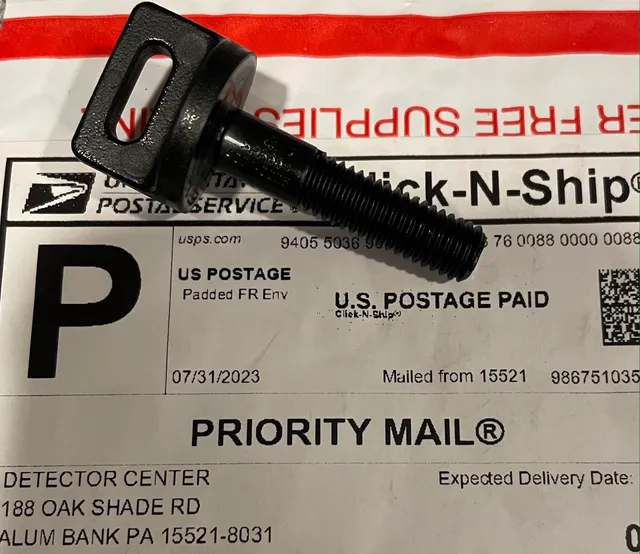 ER FREE SUPPLIES
POSTAL SERVICE
Click-N-Ship®
usps.com 9405 5036 76 0088 0000 0088
P
US POSTAGE
Padded FR Env
U.S. POSTAGE PAID
Click-N-Ship®
07/31/2023
Mailed from 15521 986751035
PRIORITY MAIL®
DETECTOR CENTER
188 OAK SHADE RD
ALUM BANK PA 15521-8031
Expected Delivery Date:
0